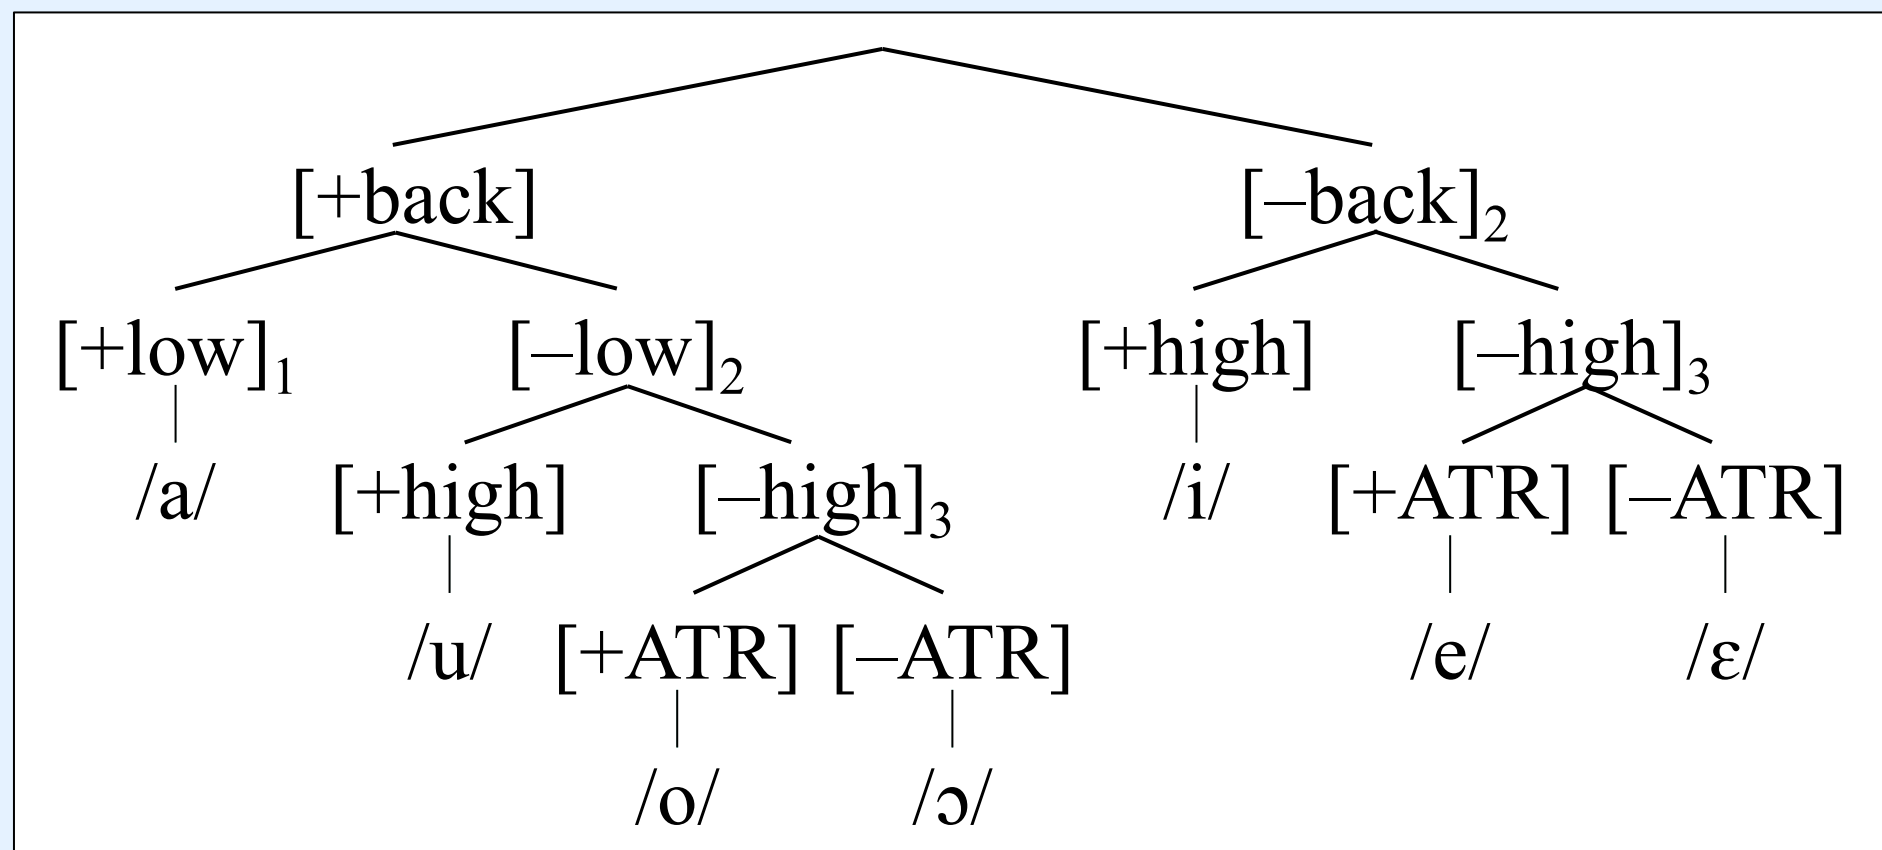 [+back] [–back]₂
[+low]₁ [–low]₂ [+high] [–high]₃
/a/ [+high] [–high]₃ /i/ [+ATR] [–ATR]
/u/ [+ATR] [–ATR] /e/ /ɛ/
/o/ /ɔ/